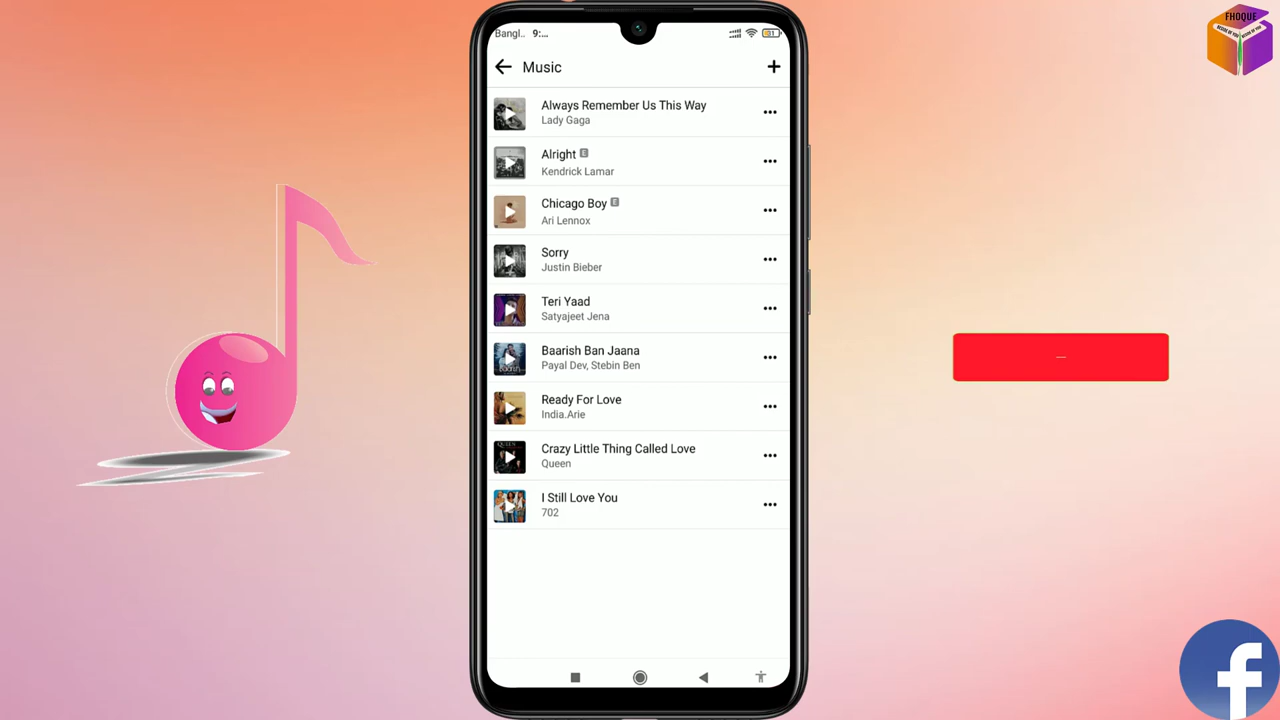 FHOQUE
Bangl.. 9:...
31
Music
Always Remember Us This Way
Lady Gaga
Alright E
Kendrick Lamar
Chicago Boy E
Ari Lennox
Sorry
Justin Bieber
Teri Yaad
Satyajeet Jena
Baarish Ban Jaana
Payal Dev, Stebin Ben
Ready For Love
India.Arie
Crazy Little Thing Called Love
Queen
I Still Love You
702
f